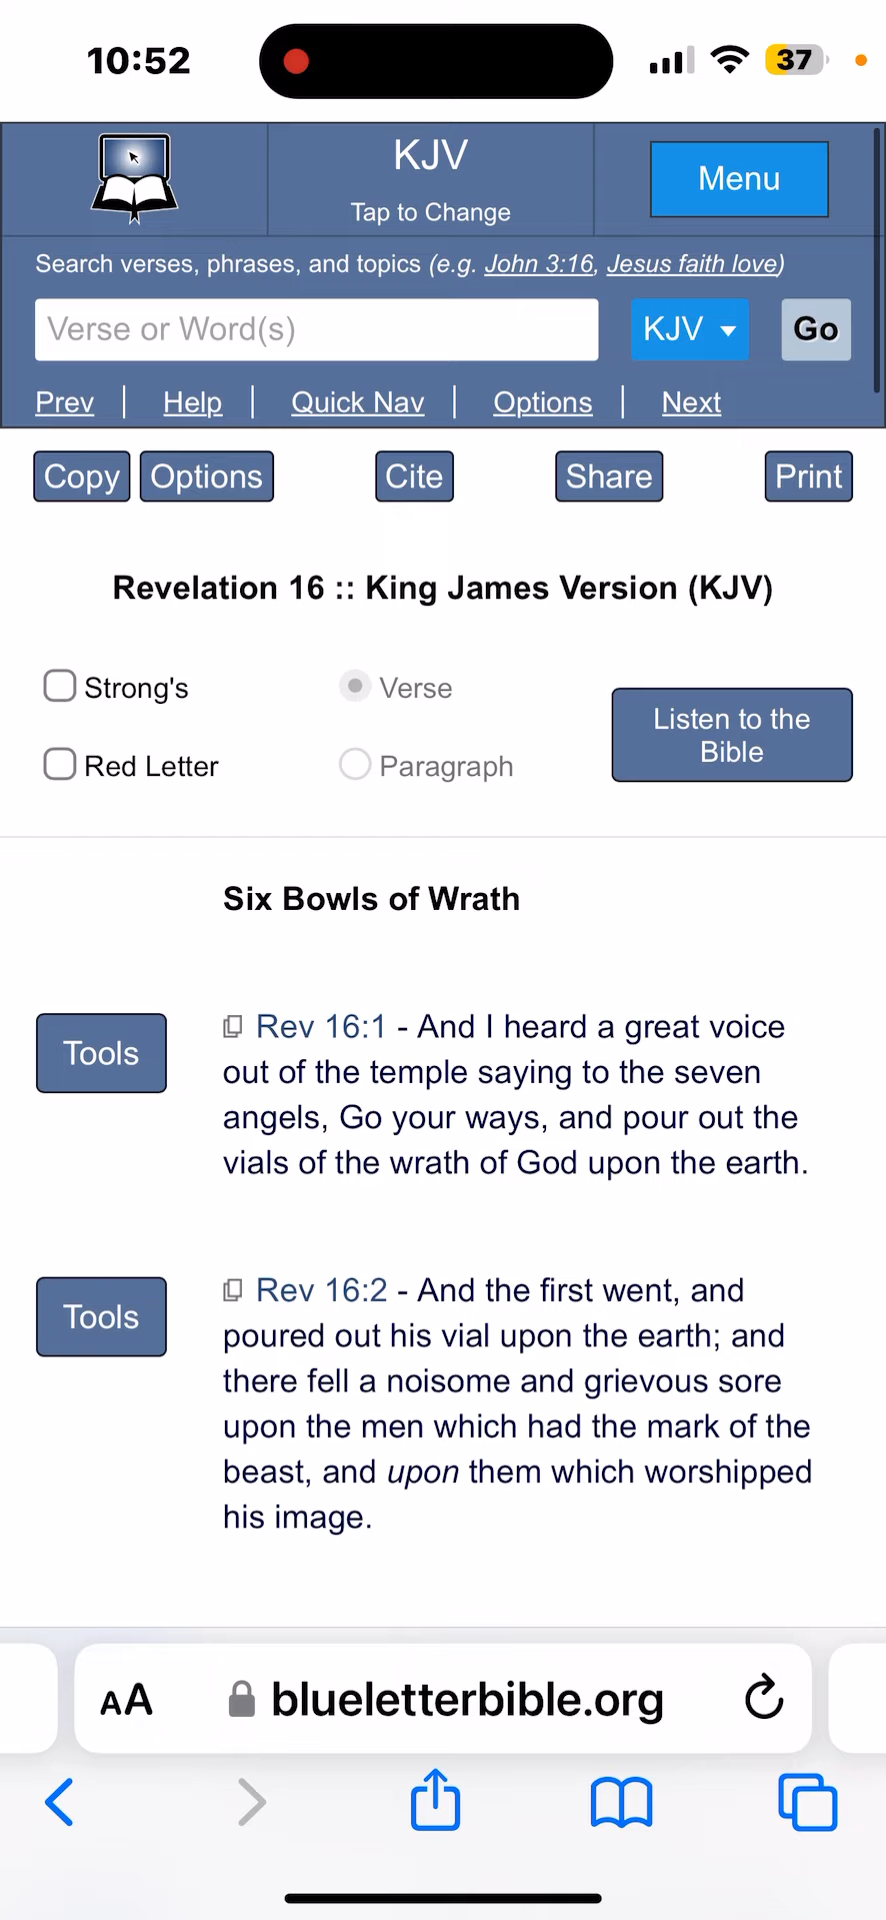 10:52
37
KJV
Tap to Change
Menu
Search verses, phrases, and topics (e.g. John 3:16, Jesus faith love)
Verse or Word(s)
KJV
Go
Prev | Help | Quick Nav | Options | Next
Copy Options Cite Share Print
Revelation 16 :: King James Version (KJV)
Strong's
Verse
Red Letter
Paragraph
Listen to the
Bible
Six Bowls of Wrath
Tools
Rev 16:1 - And I heard a great voice
out of the temple saying to the seven
angels, Go your ways, and pour out the
vials of the wrath of God upon the earth.
Tools
Rev 16:2 - And the first went, and
poured out his vial upon the earth; and
there fell a noisome and grievous sore
upon the men which had the mark of the
beast, and upon them which worshipped
his image.
AA
blueletterbible.org